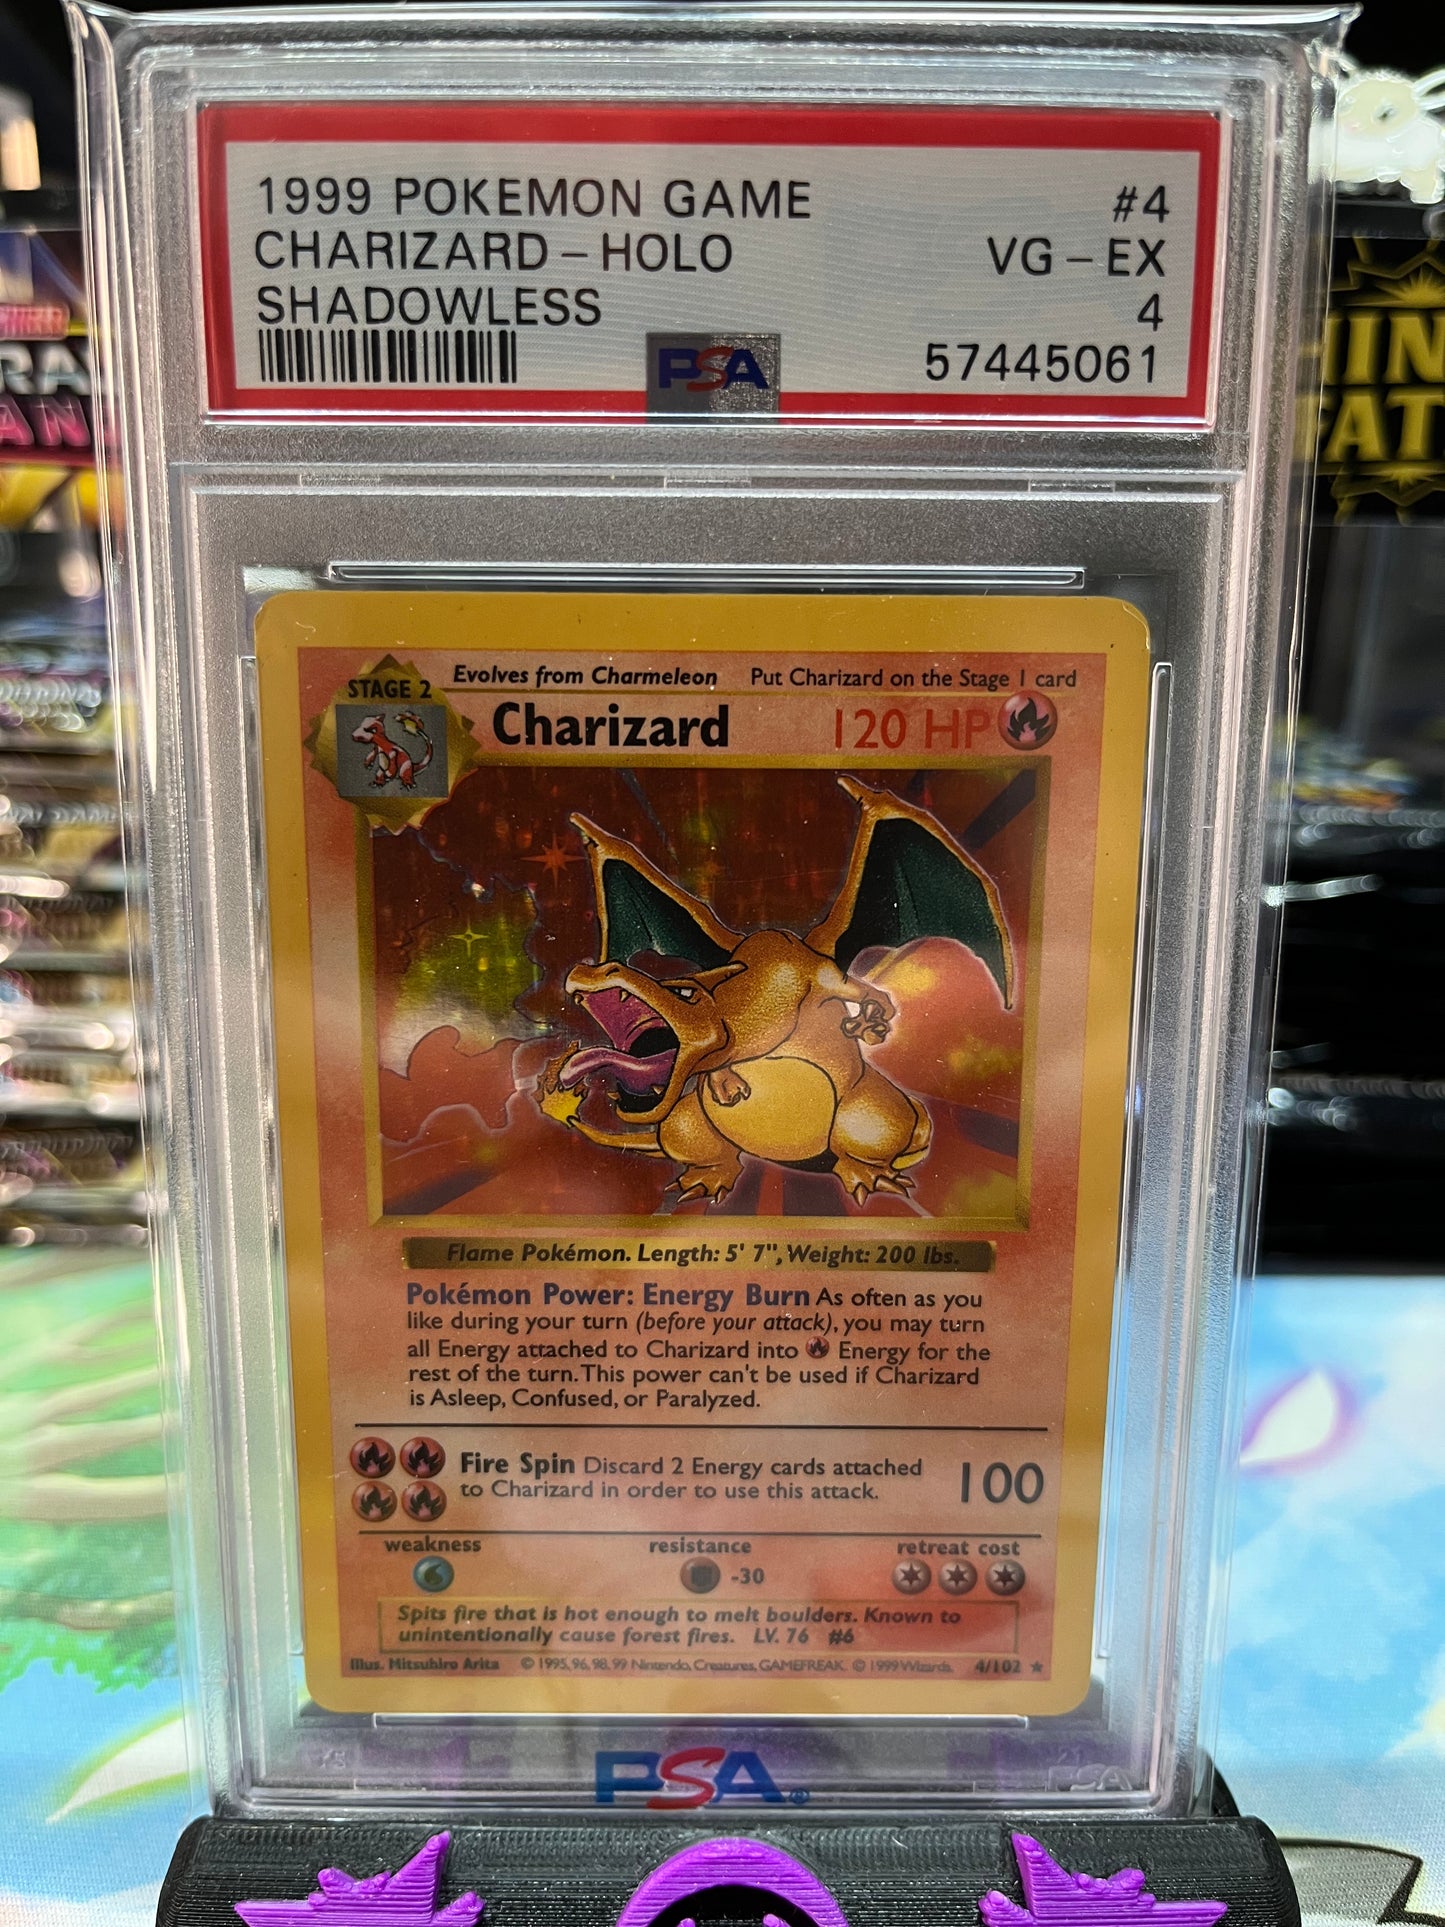 1999 POKEMON GAME #4
CHARIZARD-HOLO VG-EX
SHADOWLESS 4
PSA 57445061
STAGE 2 Evolves from Charmeleon Put Charizard on the Stage 1 card
Charizard 120 HP
Flame Pokémon. Length: 5' 7", Weight: 200 lbs.
Pokémon Power: Energy Burn As often as you
like during your turn (before your attack), you may turn
all Energy attached to Charizard into Energy for the
rest of the turn. This power can't be used if Charizard
is Asleep, Confused, or Paralyzed.
Fire Spin Discard 2 Energy cards attached 100
to Charizard in order to use this attack.
weakness resistance retreat cost
-30
Spits fire that is hot enough to melt boulders. Known to
unintentionally cause forest fires. LV. 76 #6
Illus. Mitsuhiro Arita © 1995, 96, 98, 99 Nintendo, Creatures, GAMEFREAK. © 1999 Wizards. 4/102 ★
PSA®